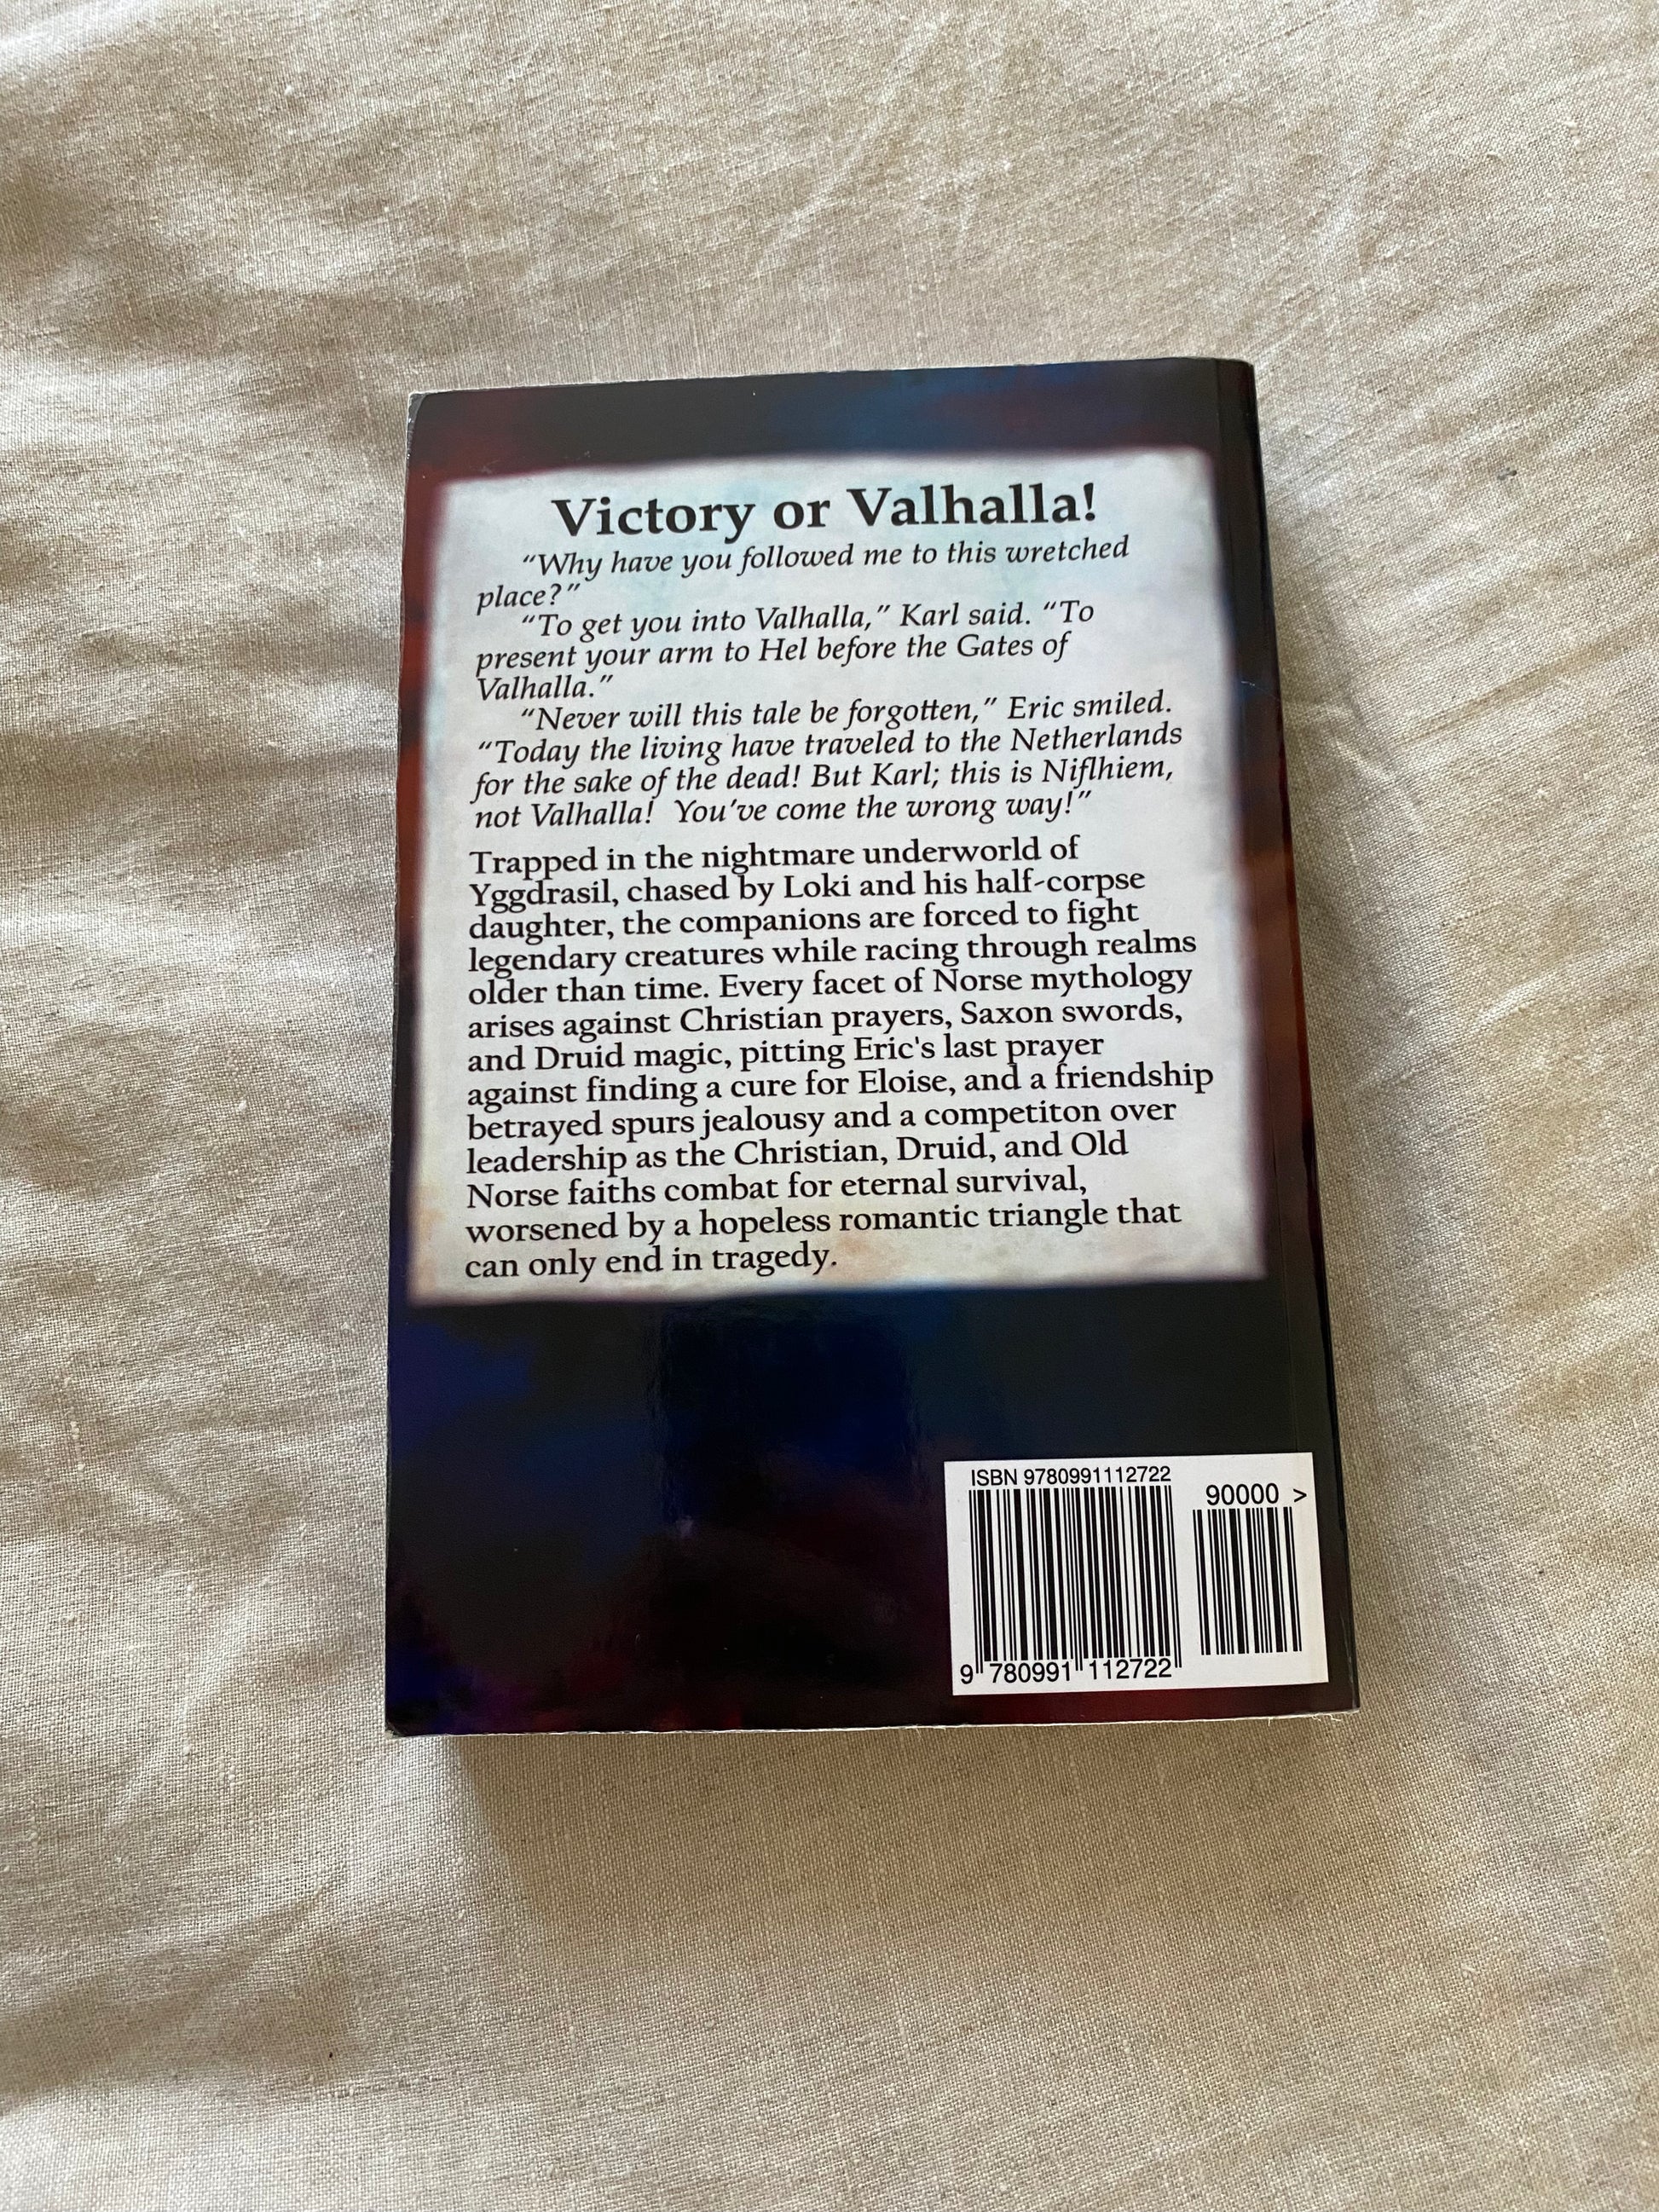 Victory or Valhalla!
“Why have you followed me to this wretched
place?”
“To get you into Valhalla,” Karl said. “To
present your arm to Hel before the Gates of
Valhalla.”
“Never will this tale be forgotten,” Eric smiled.
“Today the living have traveled to the Netherlands
for the sake of the dead! But Karl; this is Niflhiem,
not Valhalla!  You’ve come the wrong way!”
Trapped in the nightmare underworld of
Yggdrasil, chased by Loki and his half-corpse
daughter, the companions are forced to fight
legendary creatures while racing through realms
older than time. Every facet of Norse mythology
arises against Christian prayers, Saxon swords,
and Druid magic, pitting Eric's last prayer
against finding a cure for Eloise, and a friendship
betrayed spurs jealousy and a competiton over
leadership as the Christian, Druid, and Old
Norse faiths combat for eternal survival,
worsened by a hopeless romantic triangle that
can only end in tragedy.
ISBN 9780991112722
90000 >
9 780991 112722